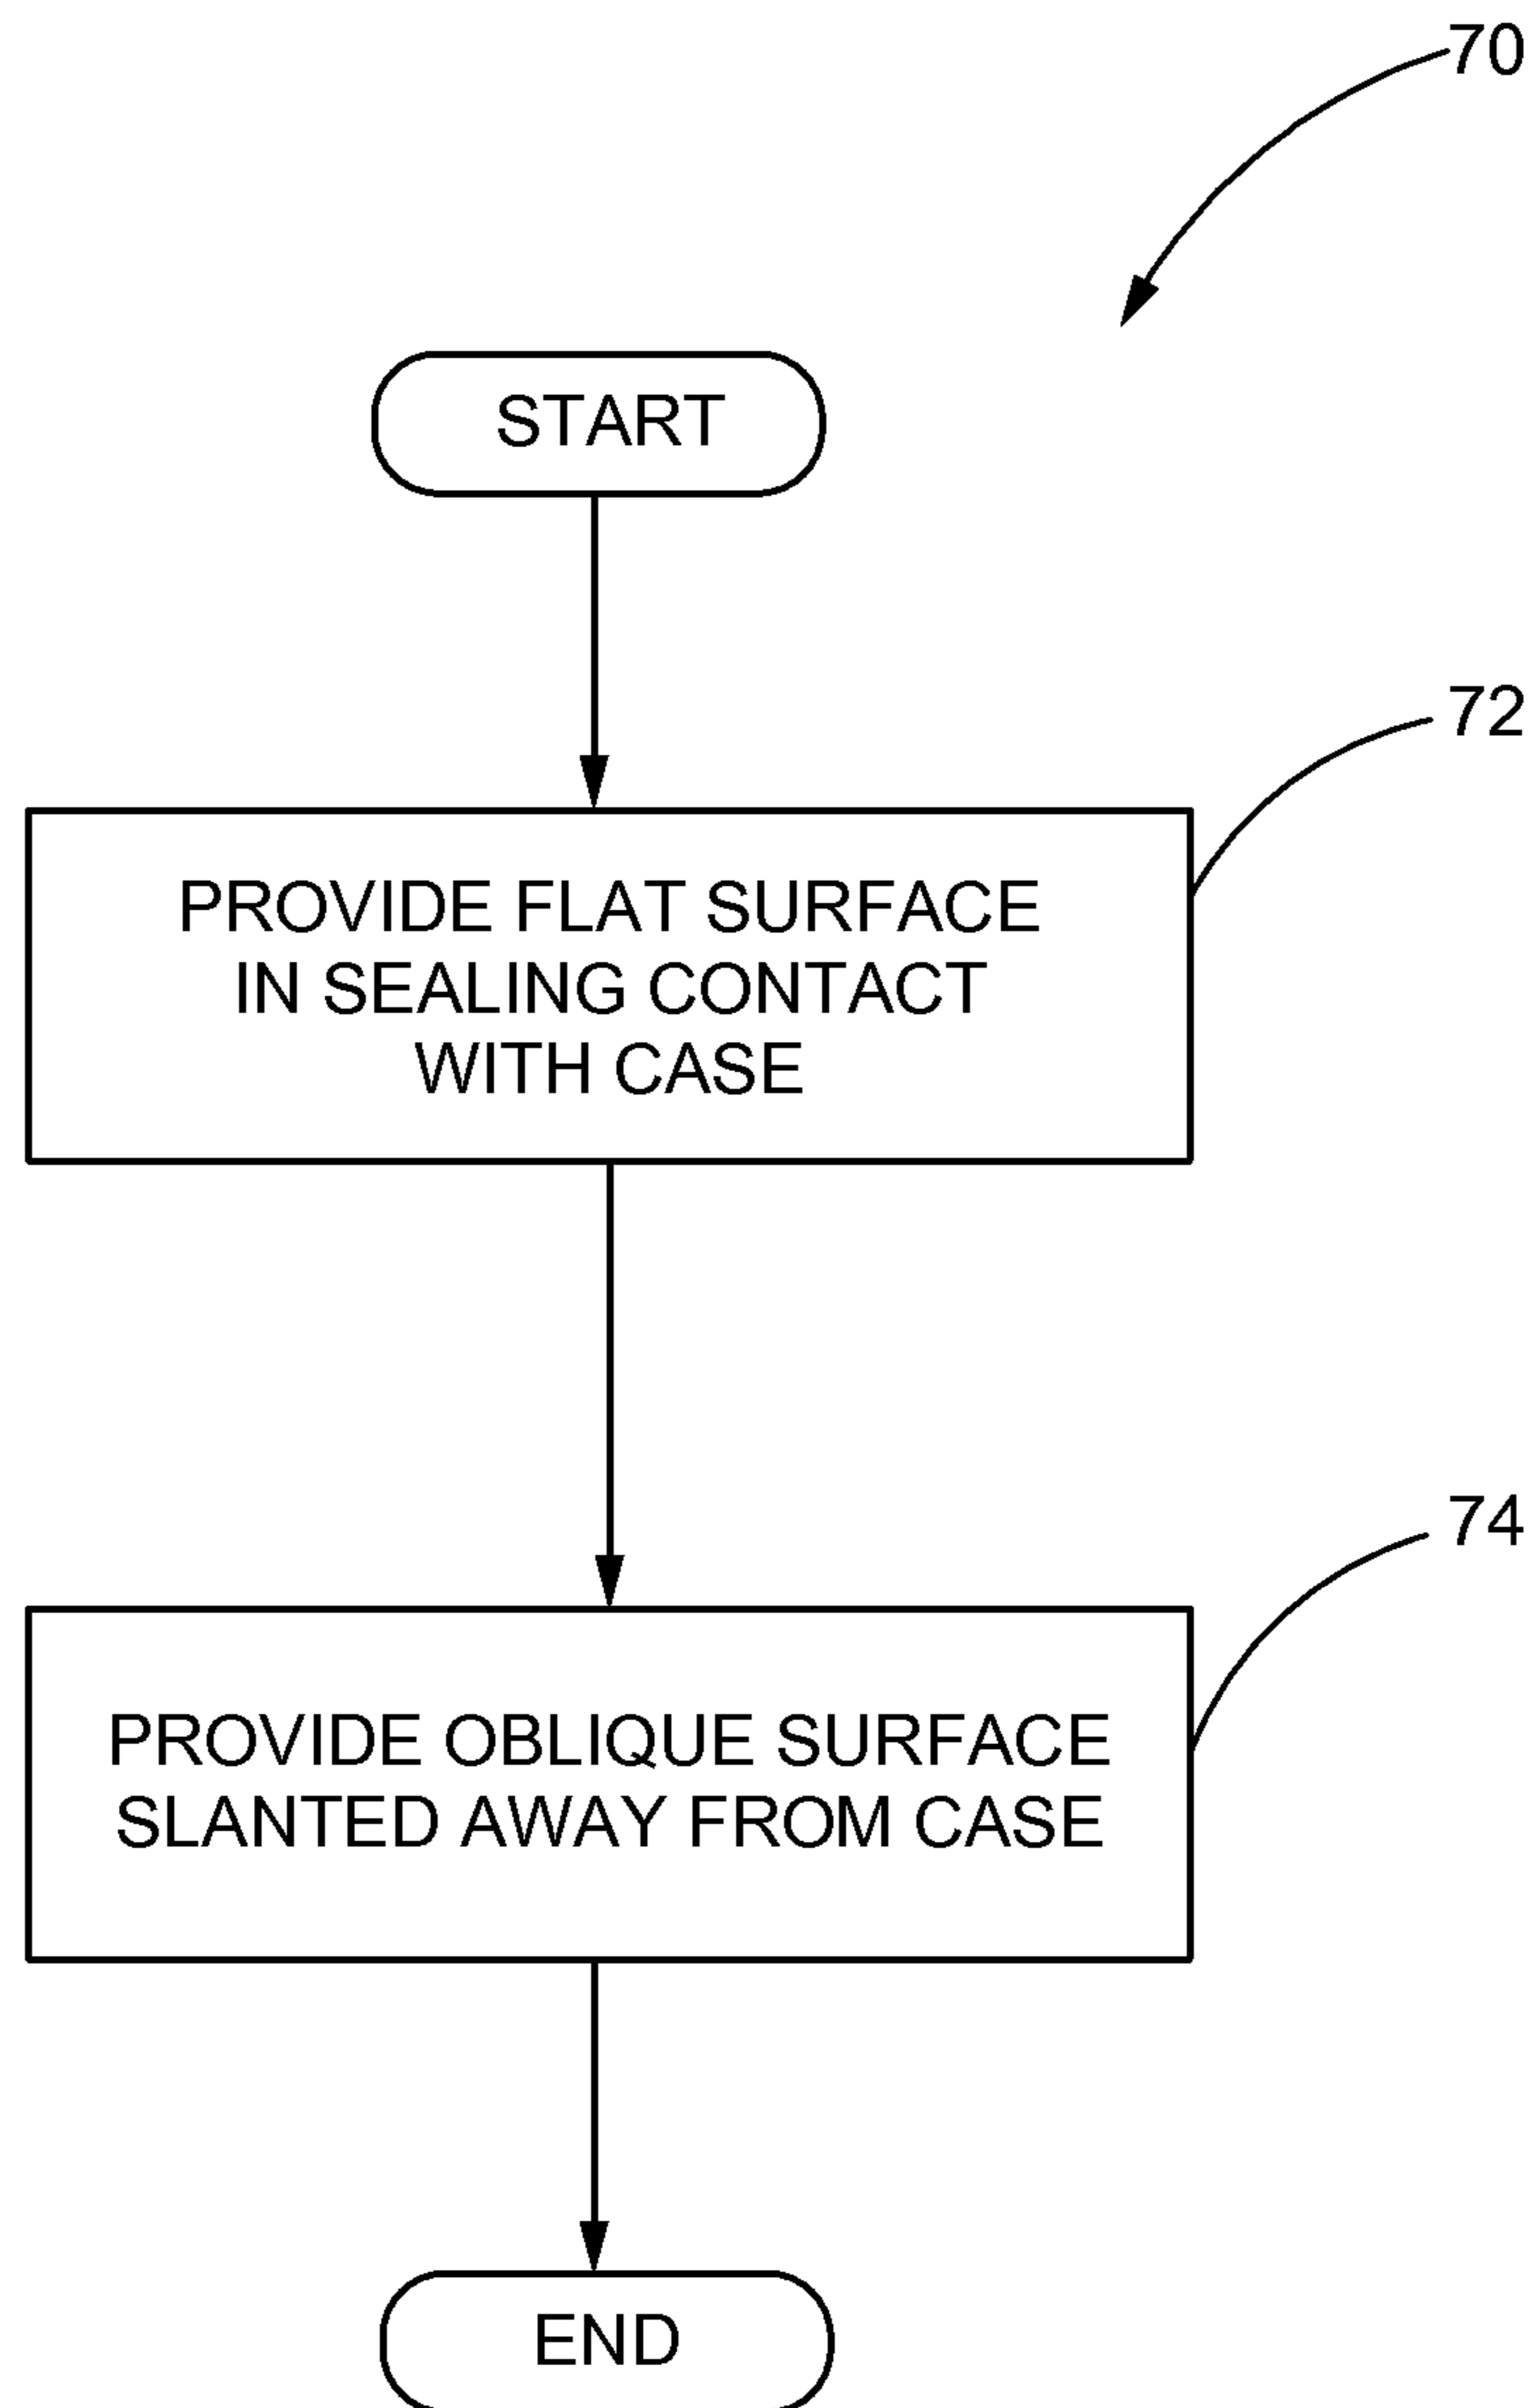 70
START
72
PROVIDE FLAT SURFACE
IN SEALING CONTACT
WITH CASE
74
PROVIDE OBLIQUE SURFACE
SLANTED AWAY FROM CASE
END